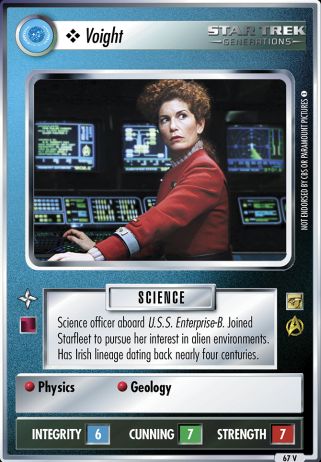 ❖ Voight
STAR TREK
GENERATIONS
NOT ENDORSED BY CBS OR PARAMOUNT PICTURES
SCIENCE
Science officer aboard U.S.S. Enterprise-B. Joined
Starfleet to pursue her interest in alien environments.
Has Irish lineage dating back nearly four centuries.
Physics
Geology
INTEGRITY 6 CUNNING 7 STRENGTH 7
67 V